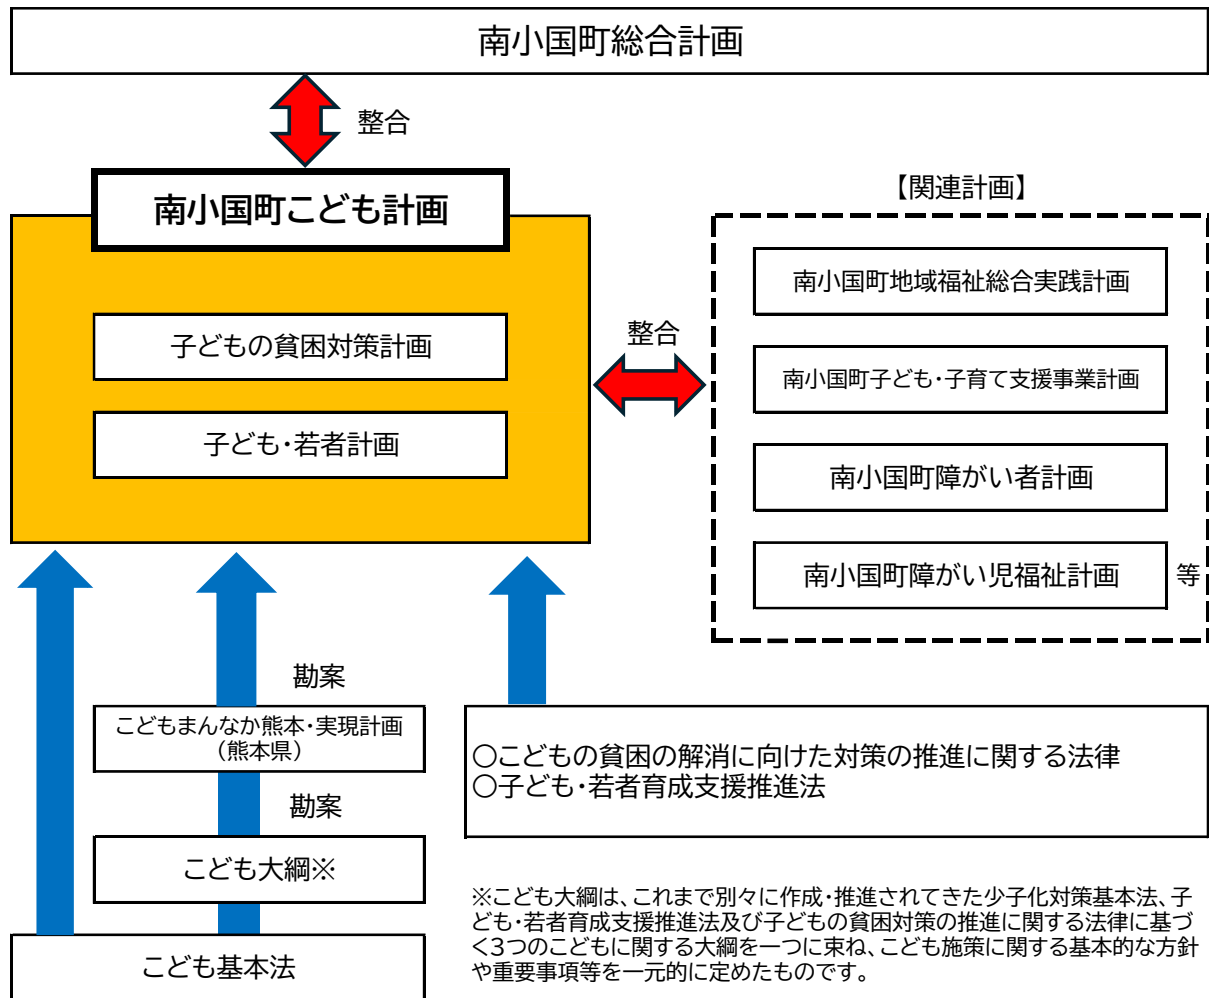 南小国町総合計画
整合
南小国町こども計画
子どもの貧困対策計画
子ども・若者計画
整合
【関連計画】
南小国町地域福祉総合実践計画
南小国町子ども・子育て支援事業計画
南小国町障がい者計画
南小国町障がい児福祉計画
等
勘案
こどもまんなか熊本・実現計画
（熊本県）
勘案
こども大綱※
こども基本法
〇こどもの貧困の解消に向けた対策の推進に関する法律
〇子ども・若者育成支援推進法
※こども大綱は、これまで別々に作成・推進されてきた少子化対策基本法、子
ども・若者育成支援推進法及び子どもの貧困対策の推進に関する法律に基づ
く3つのこどもに関する大綱を一つに束ね、こども施策に関する基本的な方針
や重要事項等を一元的に定めたものです。